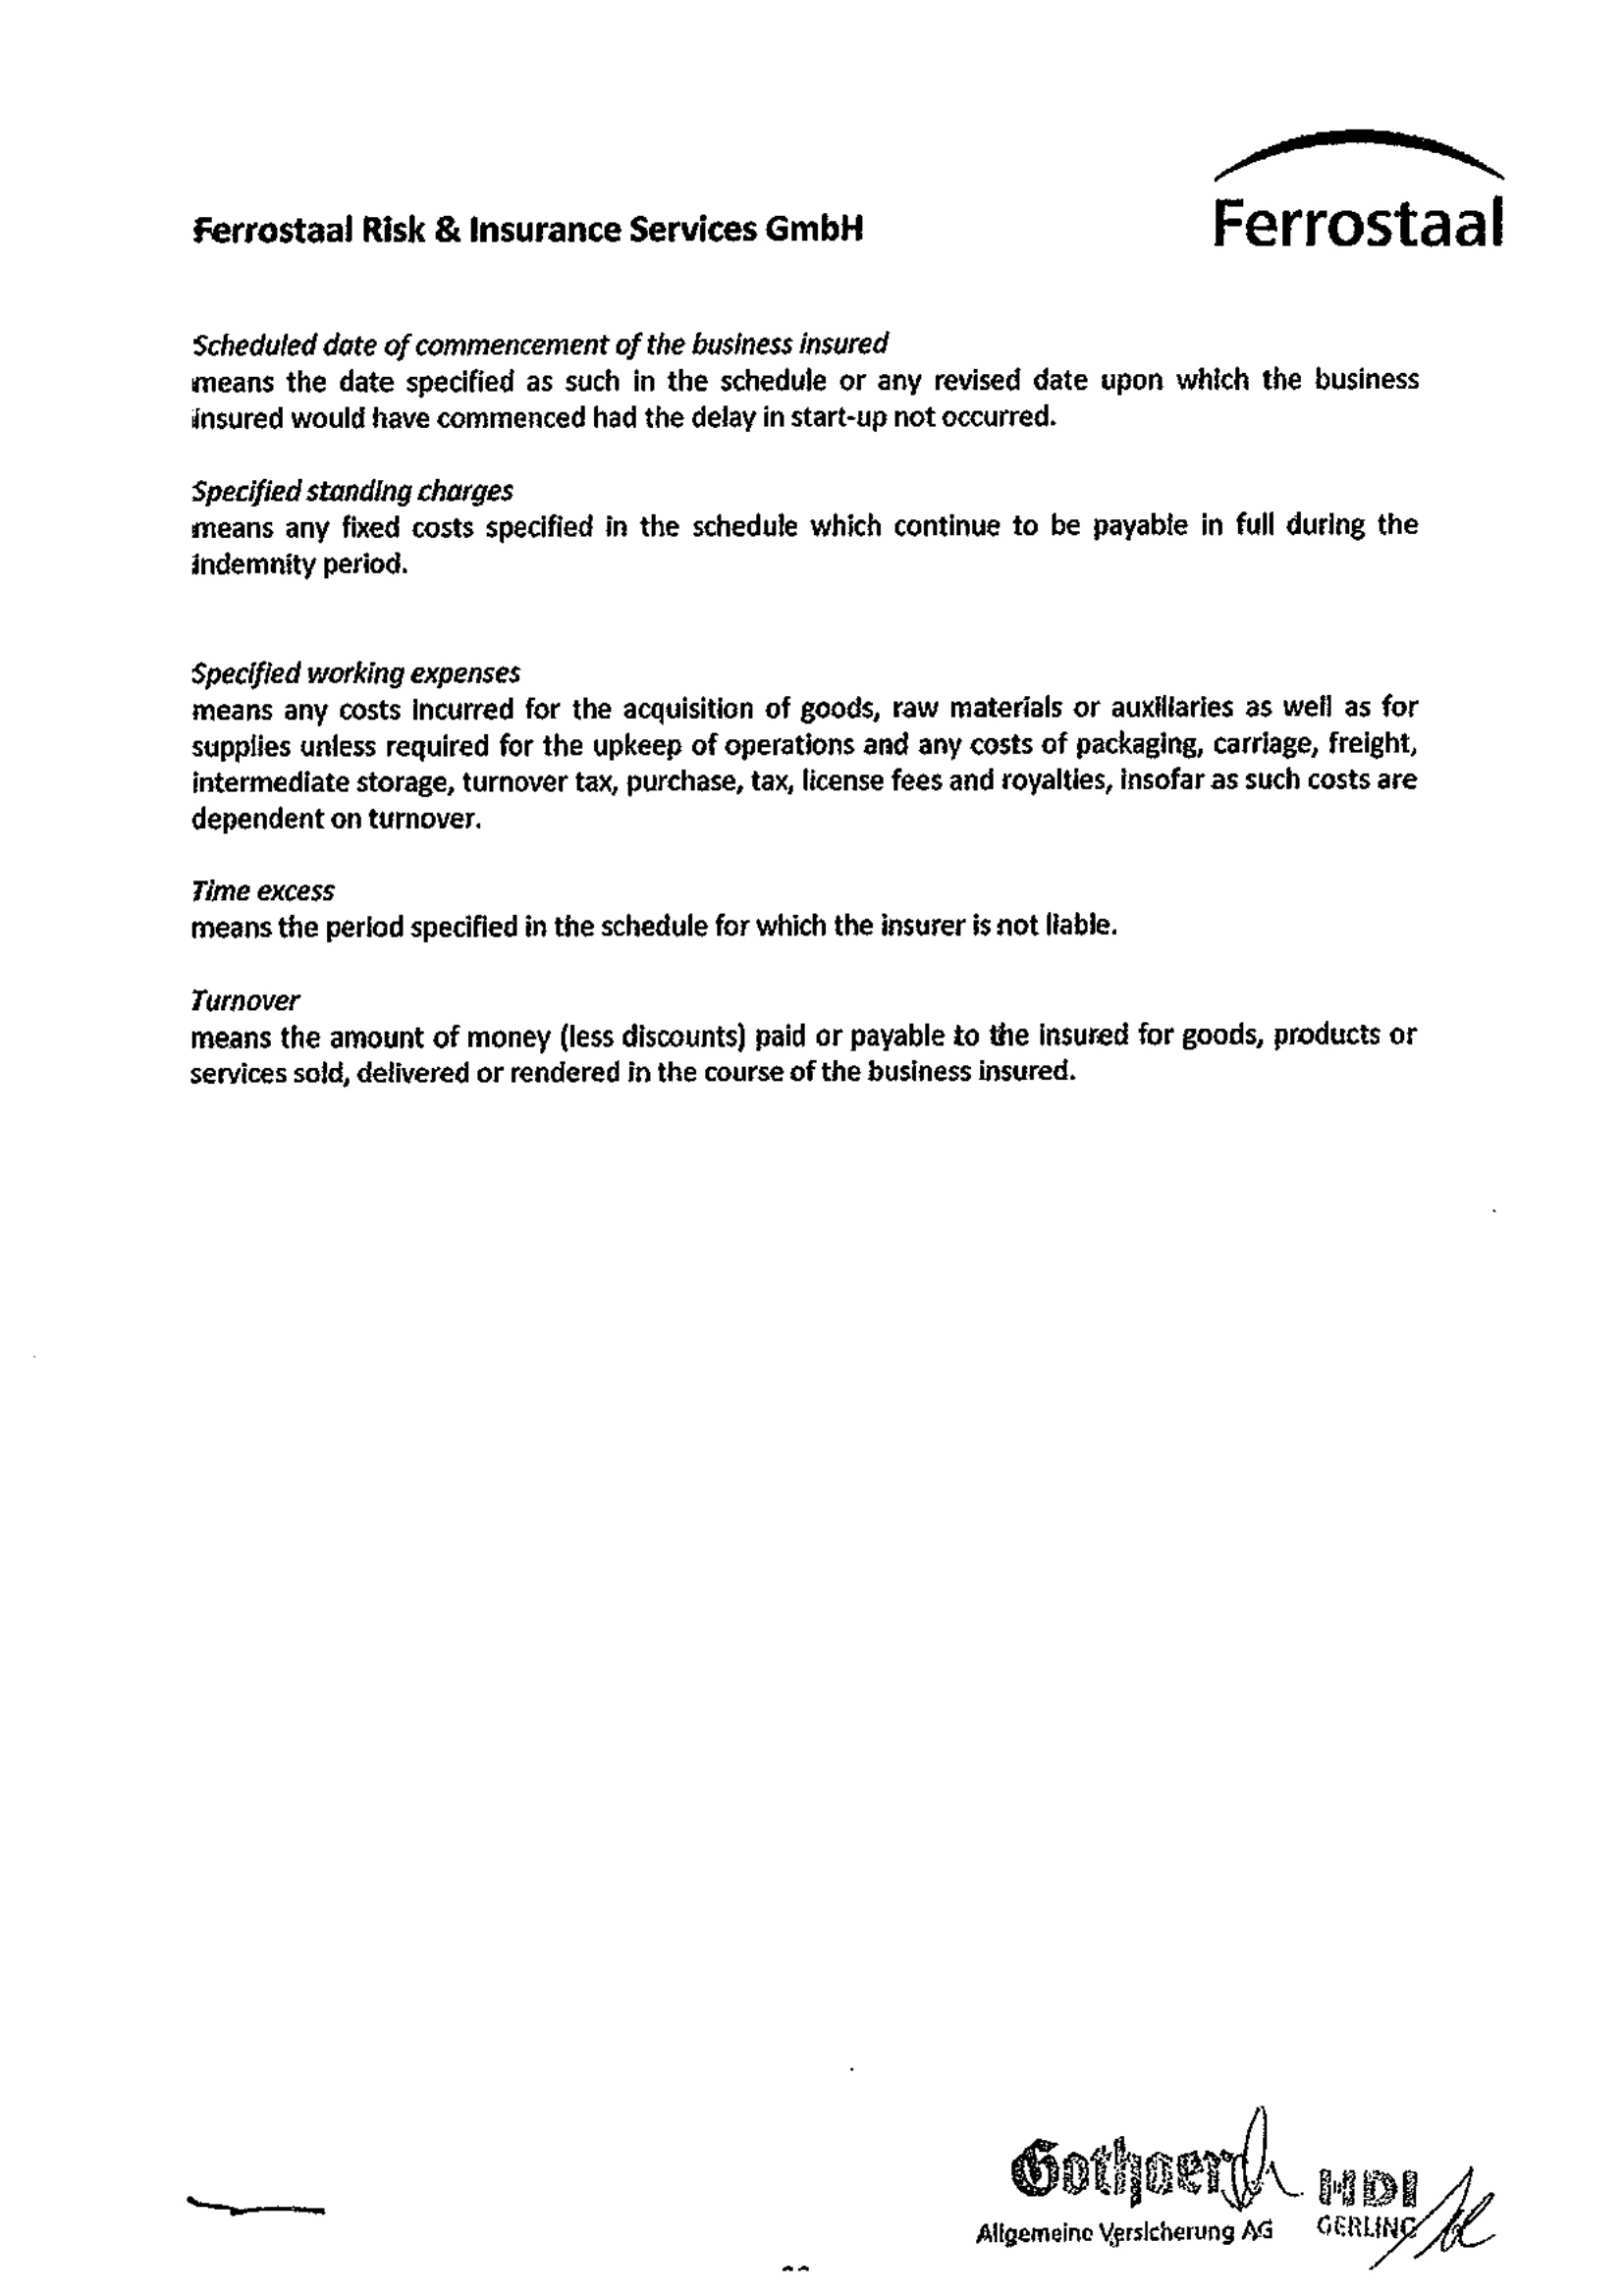 Ferrostaal Risk & Insurance Services GmbH
Ferrostaal
Scheduled date of commencement of the business insured
means the date specified as such in the schedule or any revised date upon which the business
insured would have commenced had the delay in start-up not occurred.
Specified standing charges
means any fixed costs specified in the schedule which continue to be payable in full during the
indemnity period.
Specified working expenses
means any costs incurred for the acquisition of goods, raw materials or auxiliaries as well as for
supplies unless required for the upkeep of operations and any costs of packaging, carriage, freight,
intermediate storage, turnover tax, purchase, tax, license fees and royalties, insofar as such costs are
dependent on turnover.
Time excess
means the period specified in the schedule for which the insurer is not liable.
Turnover
means the amount of money (less discounts) paid or payable to the insured for goods, products or
services sold, delivered or rendered in the course of the business insured.
Gothaer
Allgemeine Versicherung AG
HDI
GERLING